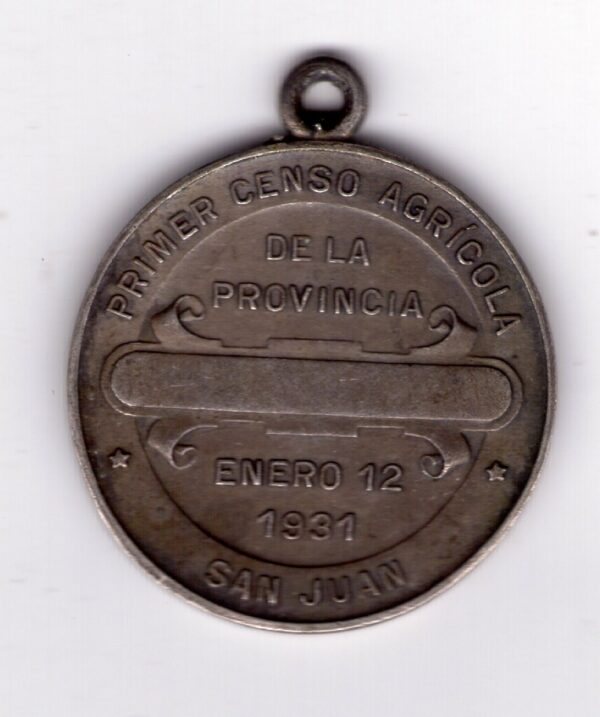 PRIMER CENSO AGRÍCOLA
DE LA
PROVINCIA
ENERO 12
1931
SAN JUAN